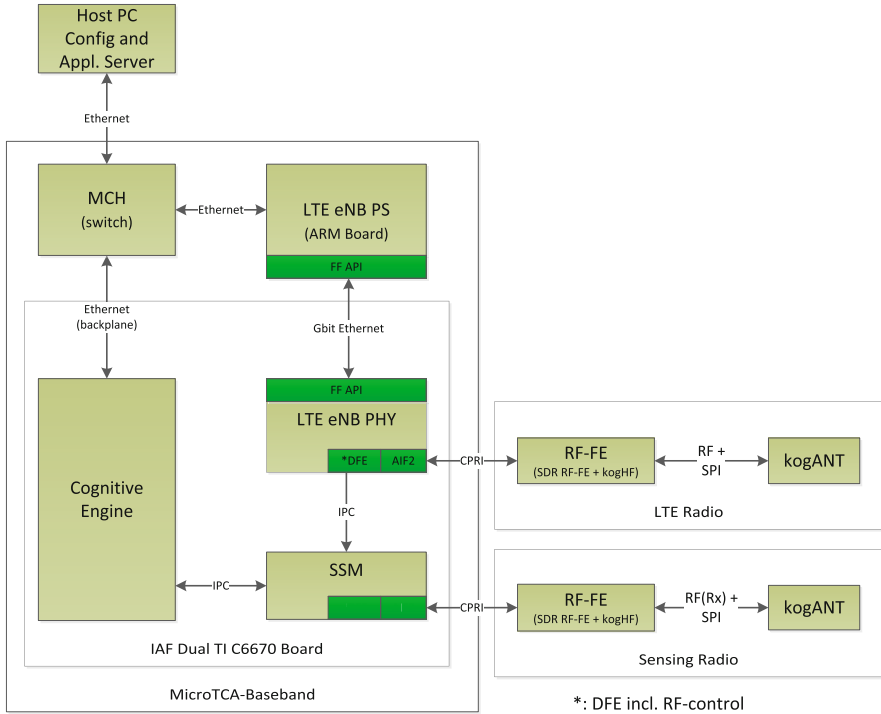 Host PC
Config and
Appl. Server
Ethernet
MCH
(switch)
Ethernet
LTE eNB PS
(ARM Board)
FF API
Ethernet
(backplane)
Gbit Ethernet
FF API
LTE eNB PHY
*DFE
AIF2
CPRI
RF-FE
(SDR RF-FE + kogHF)
RF +
SPI
kogANT
LTE Radio
Cognitive
Engine
IPC
IPC
SSM
CPRI
RF-FE
(SDR RF-FE + kogHF)
RF(Rx) +
SPI
kogANT
Sensing Radio
IAF Dual TI C6670 Board
MicroTCA-Baseband
*: DFE incl. RF-control